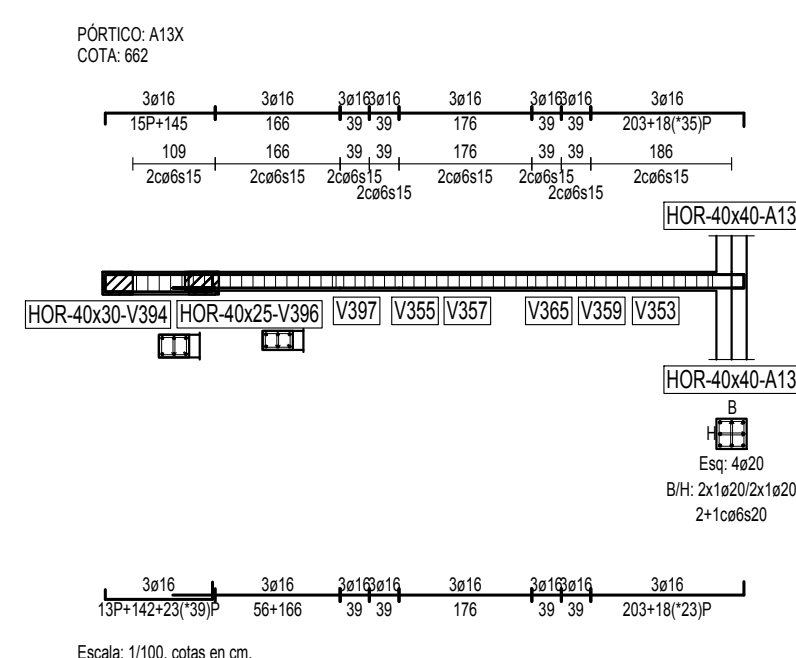 PÓRTICO: A13X
COTA: 662
3ø16 3ø16 3ø16 3ø16 3ø16 3ø16 3ø16 3ø16
15P+145 166 39 39 176 39 39 203+18(*35)P
109 166 39 39 176 39 39 186
2cø6s15 2cø6s15 2cø6s15 2cø6s15 2cø6s15 2cø6s15
2cø6s15 2cø6s15
HOR-40x40-A13
HOR-40x30-V394 HOR-40x25-V396 V397 V355 V357 V365 V359 V353
HOR-40x40-A13
B
H
Esq: 4ø20
B/H: 2x1ø20/2x1ø20
2+1cø6s20
3ø16 3ø16 3ø16 3ø16 3ø16 3ø16 3ø16 3ø16
13P+142+23(*39)P 56+166 39 39 176 39 39 203+18(*23)P
Escala: 1/100, cotas en cm.